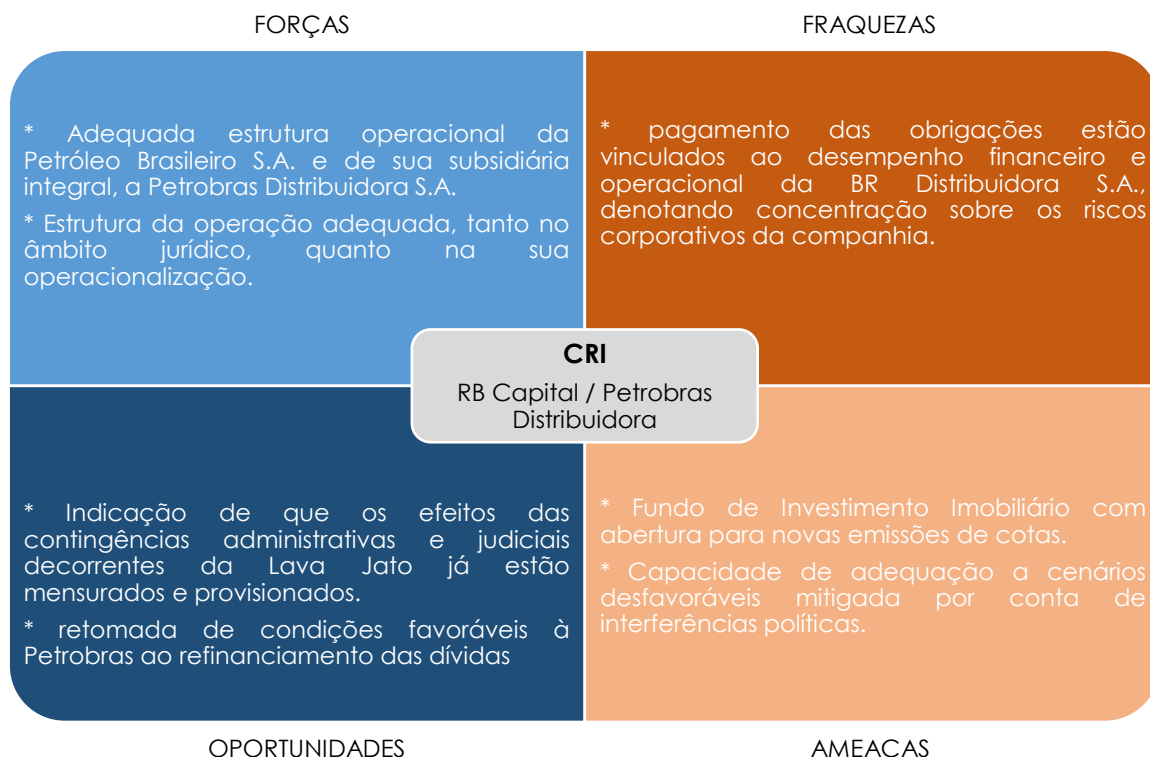 FORÇAS
FRAQUEZAS
* Adequada estrutura operacional da
Petróleo Brasileiro S.A. e de sua subsidiária
integral, a Petrobras Distribuidora S.A.
* Estrutura da operação adequada, tanto no
âmbito jurídico, quanto na sua
operacionalização.
* pagamento das obrigações estão
vinculados ao desempenho financeiro e
operacional da BR Distribuidora S.A.,
denotando concentração sobre os riscos
corporativos da companhia.
CRI
RB Capital / Petrobras
Distribuidora
* Indicação de que os efeitos das
contingências administrativas e judiciais
decorrentes da Lava Jato já estão
mensurados e provisionados.
* retomada de condições favoráveis à
Petrobras ao refinanciamento das dívidas
* Fundo de Investimento Imobiliário com
abertura para novas emissões de cotas.
* Capacidade de adequação a cenários
desfavoráveis mitigada por conta de
interferências políticas.
OPORTUNIDADES
AMEAÇAS